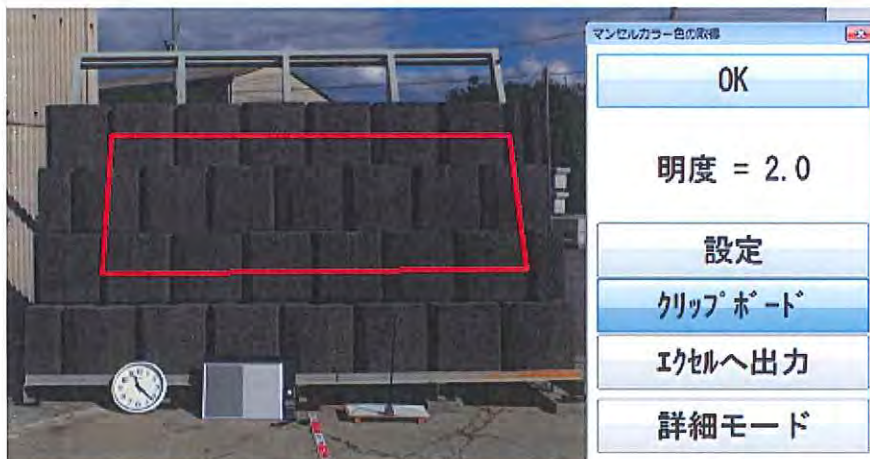 マンセルカラー色の取得
OK
明度 = 2.0
設定
クリップボード
エクセルへ出力
詳細モード